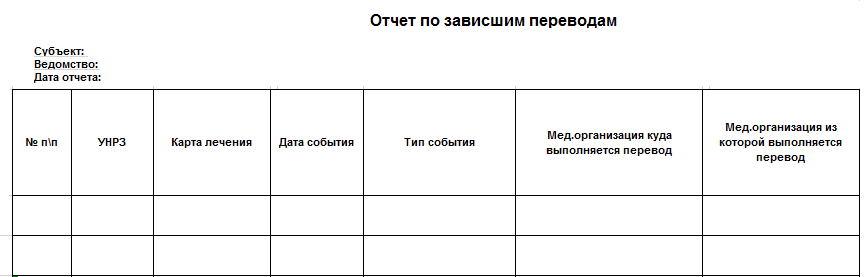 Отчет по зависшим переводам
Субъект:
Ведомство:
Дата отчета:
№ п\п
УНРЗ
Карта лечения
Дата события
Тип события
Мед.организация куда
выполняется перевод
Мед.организация из
которой выполняется
перевод